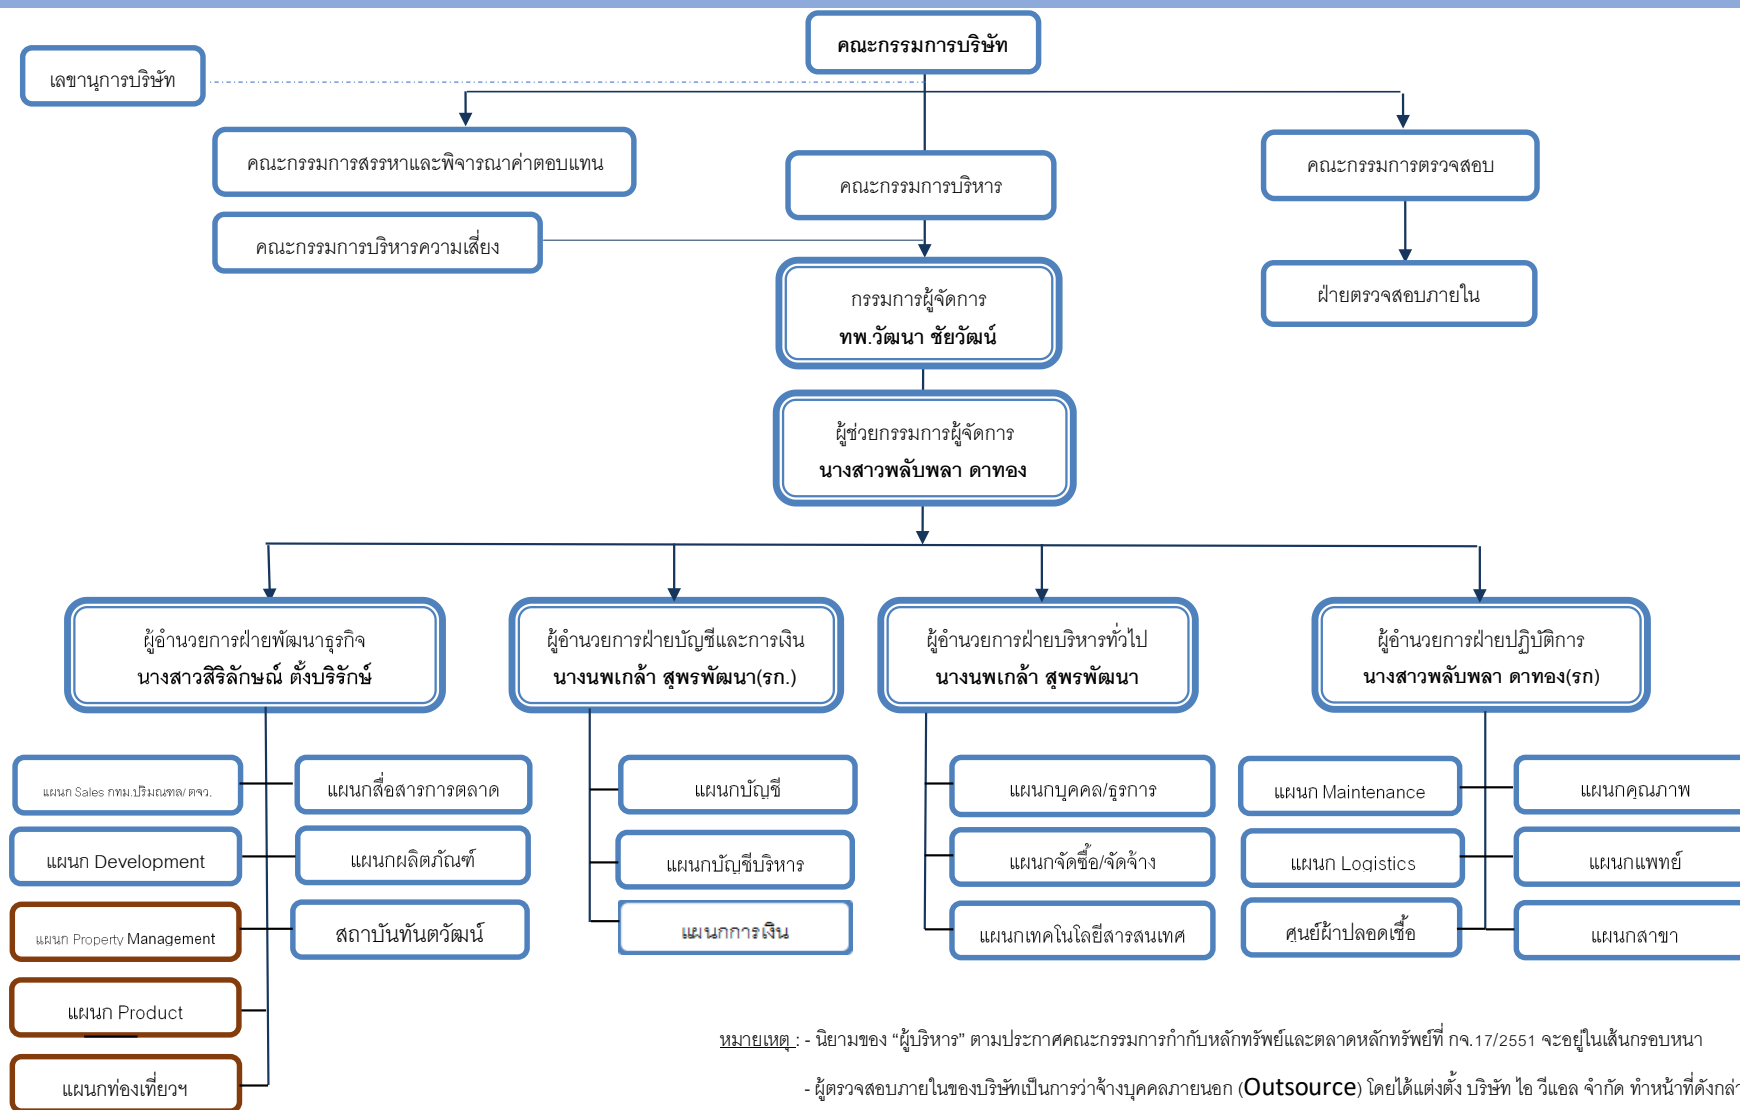 คณะกรรมการบริษัท
เลขานุการบริษัท
คณะกรรมการสรรหาและพิจารณาค่าตอบแทน
คณะกรรมการบริหาร
คณะกรรมการตรวจสอบ
คณะกรรมการบริหารความเสี่ยง
ฝ่ายตรวจสอบภายใน
กรรมการผู้จัดการ
ทพ.วัฒนา ชัยวัฒน์
ผู้ช่วยกรรมการผู้จัดการ
นางสาวพลับพลา ดาทอง
ผู้อำนวยการฝ่ายพัฒนาธุรกิจ
นางสาวสิริลักษณ์ ตั้งบริรักษ์
ผู้อำนวยการฝ่ายบัญชีและการเงิน
นางนพเกล้า สุพรพัฒนา(รก.)
ผู้อำนวยการฝ่ายบริหารทั่วไป
นางนพเกล้า สุพรพัฒนา
ผู้อำนวยการฝ่ายปฏิบัติการ
นางสาวพลับพลา ดาทอง(รก)
แผนก Sales กทม.ปริมณฑล/ ตจว.
แผนกสื่อสารการตลาด
แผนกบัญชี
แผนกบุคคล/ธุรการ
แผนก Maintenance
แผนกคุณภาพ
แผนก Development
แผนกผลิตภัณฑ์
แผนกบัญชีบริหาร
แผนกจัดซื้อ/จัดจ้าง
แผนก Logistics
แผนกแพทย์
แผนก Property Management
สถาบันทันตวัฒน์
แผนกการเงิน
แผนกเทคโนโลยีสารสนเทศ
ศูนย์ผ้าปลอดเชื้อ
แผนกสาขา
แผนก Product
แผนกท่องเที่ยวฯ
หมายเหตุ : - นิยามของ “ผู้บริหาร” ตามประกาศคณะกรรมการกำกับหลักทรัพย์และตลาดหลักทรัพย์ที่ กจ.17/2551 จะอยู่ในเส้นกรอบหนา
- ผู้ตรวจสอบภายในของบริษัทเป็นการว่าจ้างบุคคลภายนอก (Outsource) โดยได้แต่งตั้ง บริษัท ไอ วีแอล จำกัด ทำหน้าที่ดังกล่า